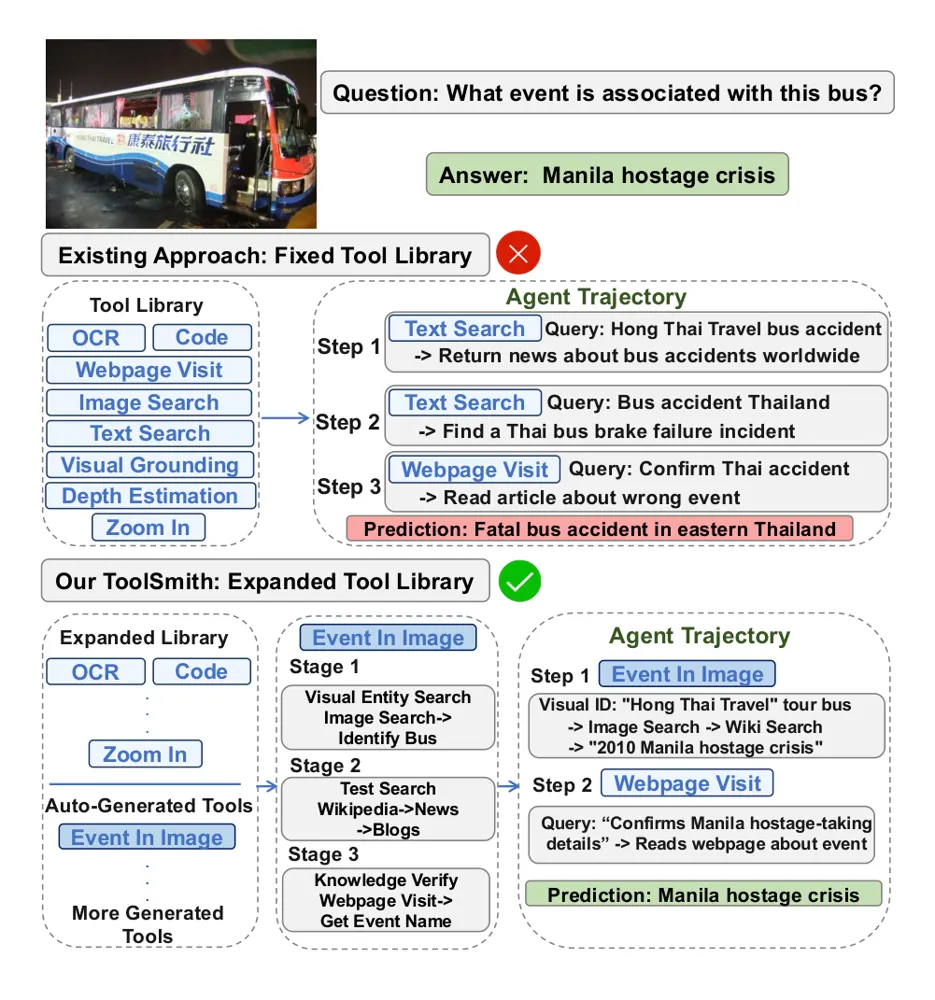 HONG THAI TRAVEL 康泰旅行社
Question: What event is associated with this bus?
Answer: Manila hostage crisis
Existing Approach: Fixed Tool Library
Tool Library
OCR
Code
Webpage Visit
Image Search
Text Search
Visual Grounding
Depth Estimation
Zoom In
Agent Trajectory
Step 1
Text Search Query: Hong Thai Travel bus accident
-> Return news about bus accidents worldwide
Step 2
Text Search Query: Bus accident Thailand
-> Find a Thai bus brake failure incident
Step 3
Webpage Visit Query: Confirm Thai accident
-> Read article about wrong event
Prediction: Fatal bus accident in eastern Thailand
Our ToolSmith: Expanded Tool Library
Expanded Library
OCR
Code
Zoom In
Auto-Generated Tools
Event In Image
More Generated
Tools
Event In Image
Stage 1
Visual Entity Search
Image Search->
Identify Bus
Stage 2
Test Search
Wikipedia->News
->Blogs
Stage 3
Knowledge Verify
Webpage Visit->
Get Event Name
Agent Trajectory
Step 1 Event In Image
Visual ID: "Hong Thai Travel" tour bus
-> Image Search -> Wiki Search
-> "2010 Manila hostage crisis"
Step 2 Webpage Visit
Query: “Confirms Manila hostage-taking
details” -> Reads webpage about event
Prediction: Manila hostage crisis